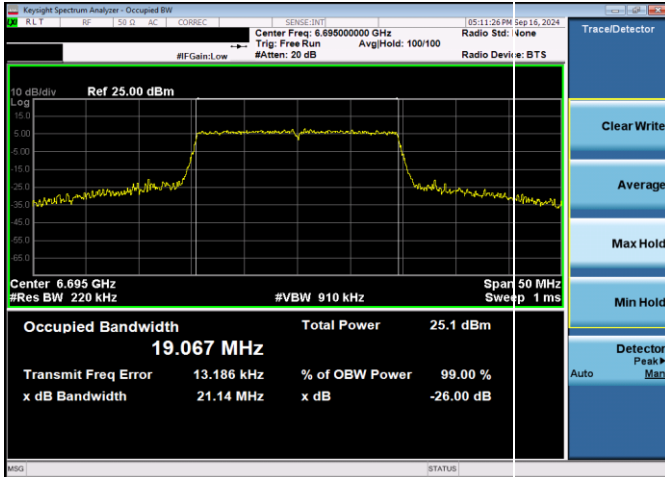 Keysight Spectrum Analyzer - Occupied BW
RLT RF 50 Ω AC CORREC SENSE:INT 05:11:26 PM Sep 16, 2024
Center Freq: 6.695000000 GHz Radio Std: None
Trig: Free Run Avg|Hold: 100/100
#IFGain:Low #Atten: 20 dB Radio Device: BTS
Trace/Detector
10 dB/div Ref 25.00 dBm
Log
15.0
5.00
-5.00
-15.0
-25.0
-35.0
-45.0
-55.0
-65.0
Center 6.695 GHz Span 50 MHz
#Res BW 220 kHz #VBW 910 kHz Sweep 1 ms
Occupied Bandwidth Total Power 25.1 dBm
19.067 MHz
Transmit Freq Error 13.186 kHz % of OBW Power 99.00 %
x dB Bandwidth 21.14 MHz x dB -26.00 dB
Clear Write
Average
Max Hold
Min Hold
Detector
Peak▶
Auto Man
MSG STATUS